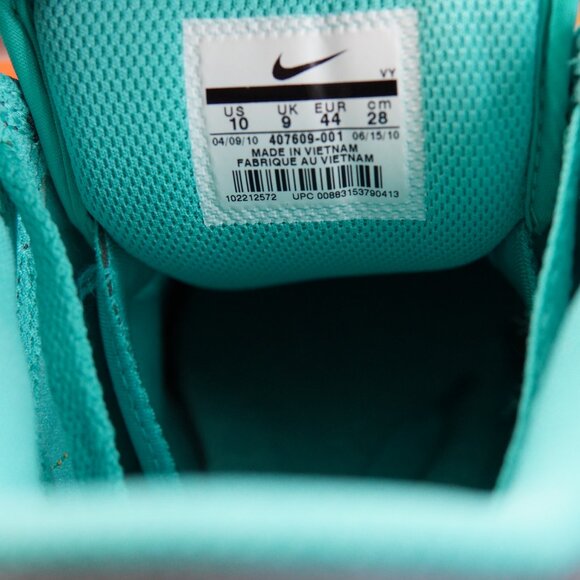 VY
US UK EUR cm
10 9 44 28
04/09/10 407609-001 06/15/10
MADE IN VIETNAM
FABRIQUE AU VIETNAM
102212572 UPC 00883153790413